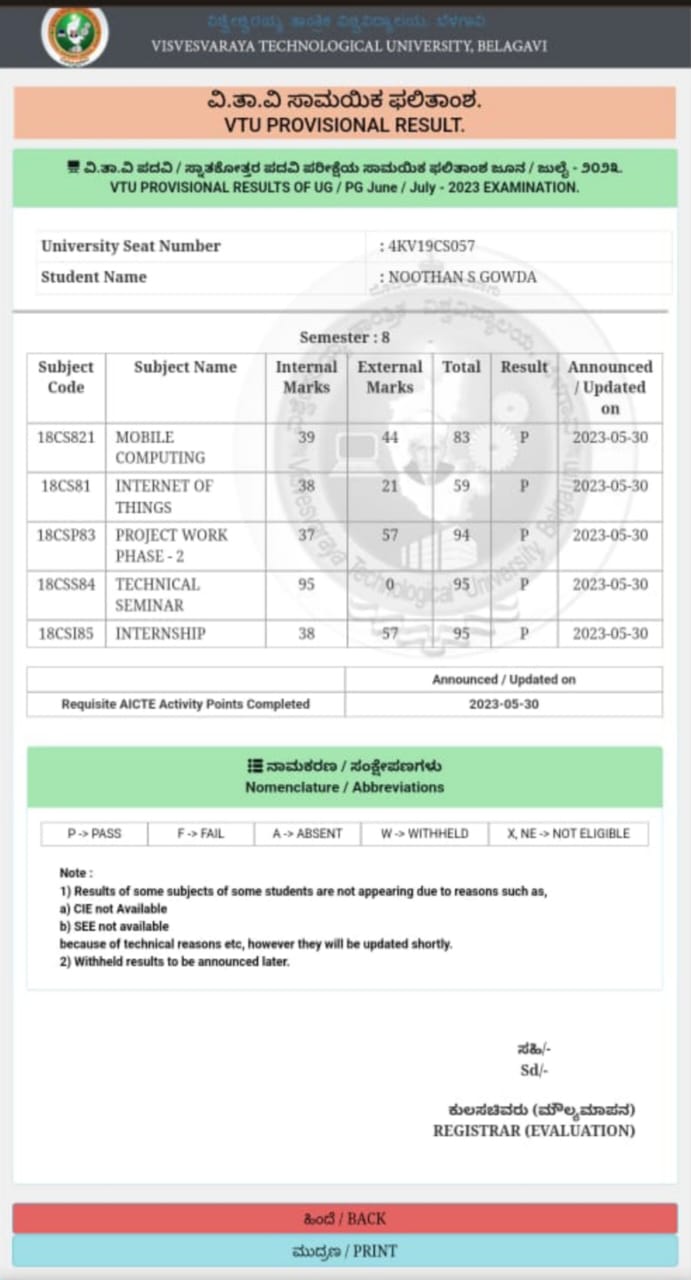 ವಿಶ್ವೇಶ್ವರಯ್ಯ ತಾಂತ್ರಿಕ ವಿಶ್ವವಿದ್ಯಾಲಯ, ಬೆಳಗಾವಿ
VISVESVARAYA TECHNOLOGICAL UNIVERSITY, BELAGAVI
ವಿ.ತಾ.ವಿ ಸಾಮಯಿಕ ಫಲಿತಾಂಶ.
VTU PROVISIONAL RESULT.
ವಿ.ತಾ.ವಿ ಪದವಿ / ಸ್ನಾತಕೋತ್ತರ ಪದವಿ ಪರೀಕ್ಷೆಯ ಸಾಮಯಿಕ ಫಲಿತಾಂಶ ಜೂನ / ಜುಲೈ - ೨೦೨೩.
VTU PROVISIONAL RESULTS OF UG / PG June / July - 2023 EXAMINATION.
University Seat Number : 4KV19CS057
Student Name : NOOTHAN S GOWDA
Semester : 8
Subject Code Subject Name Internal Marks External Marks Total Result Announced / Updated on
18CS821 MOBILE COMPUTING 39 44 83 P 2023-05-30
18CS81 INTERNET OF THINGS 38 21 59 P 2023-05-30
18CSP83 PROJECT WORK PHASE - 2 37 57 94 P 2023-05-30
18CSS84 TECHNICAL SEMINAR 95 0 95 P 2023-05-30
18CSI85 INTERNSHIP 38 57 95 P 2023-05-30
Announced / Updated on
Requisite AICTE Activity Points Completed 2023-05-30
ನಾಮಕರಣ / ಸಂಕ್ಷೇಪಣಗಳು
Nomenclature / Abbreviations
P -> PASS F -> FAIL A -> ABSENT W -> WITHHELD X, NE -> NOT ELIGIBLE
Note :
1) Results of some subjects of some students are not appearing due to reasons such as,
a) CIE not Available
b) SEE not available
because of technical reasons etc, however they will be updated shortly.
2) Withheld results to be announced later.
ಸಹಿ/-
Sd/-
ಕುಲಸಚಿವರು (ಮೌಲ್ಯಮಾಪನ)
REGISTRAR (EVALUATION)
ಹಿಂದೆ / BACK
ಮುದ್ರಣ / PRINT